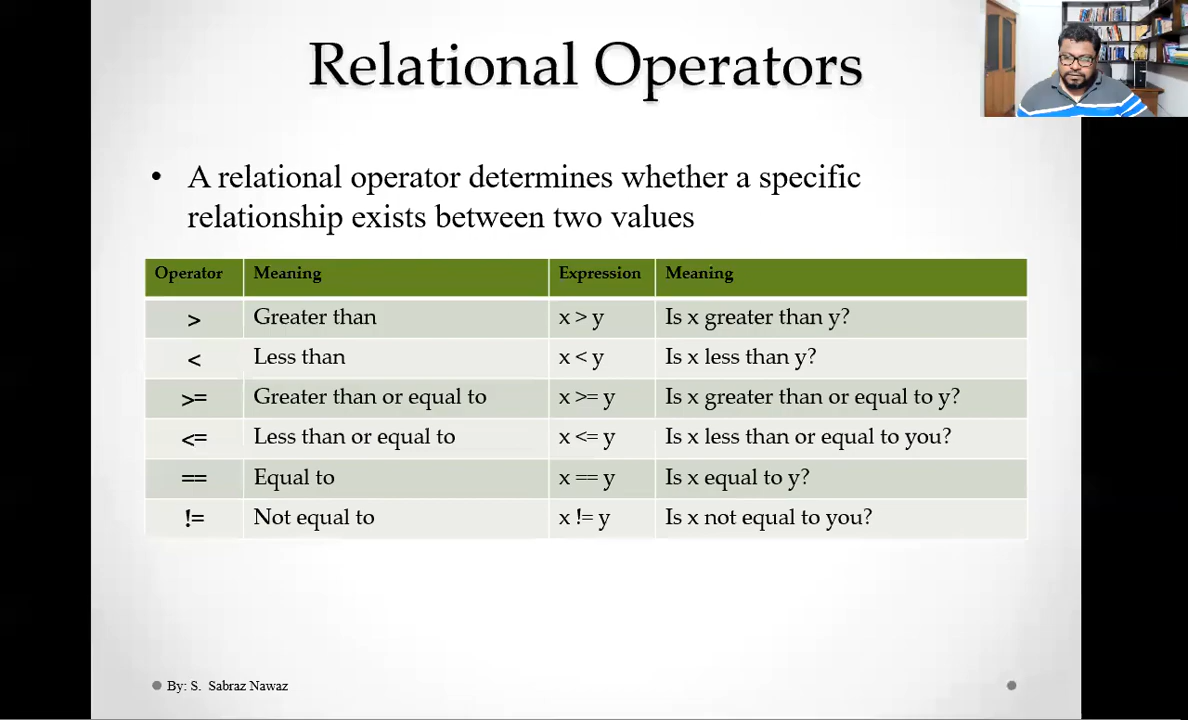 Relational Operators
• A relational operator determines whether a specific
relationship exists between two values
Operator Meaning Expression Meaning
> Greater than x > y Is x greater than y?
< Less than x < y Is x less than y?
>= Greater than or equal to x >= y Is x greater than or equal to y?
<= Less than or equal to x <= y Is x less than or equal to you?
== Equal to x == y Is x equal to y?
!= Not equal to x != y Is x not equal to you?
By: S. Sabraz Nawaz